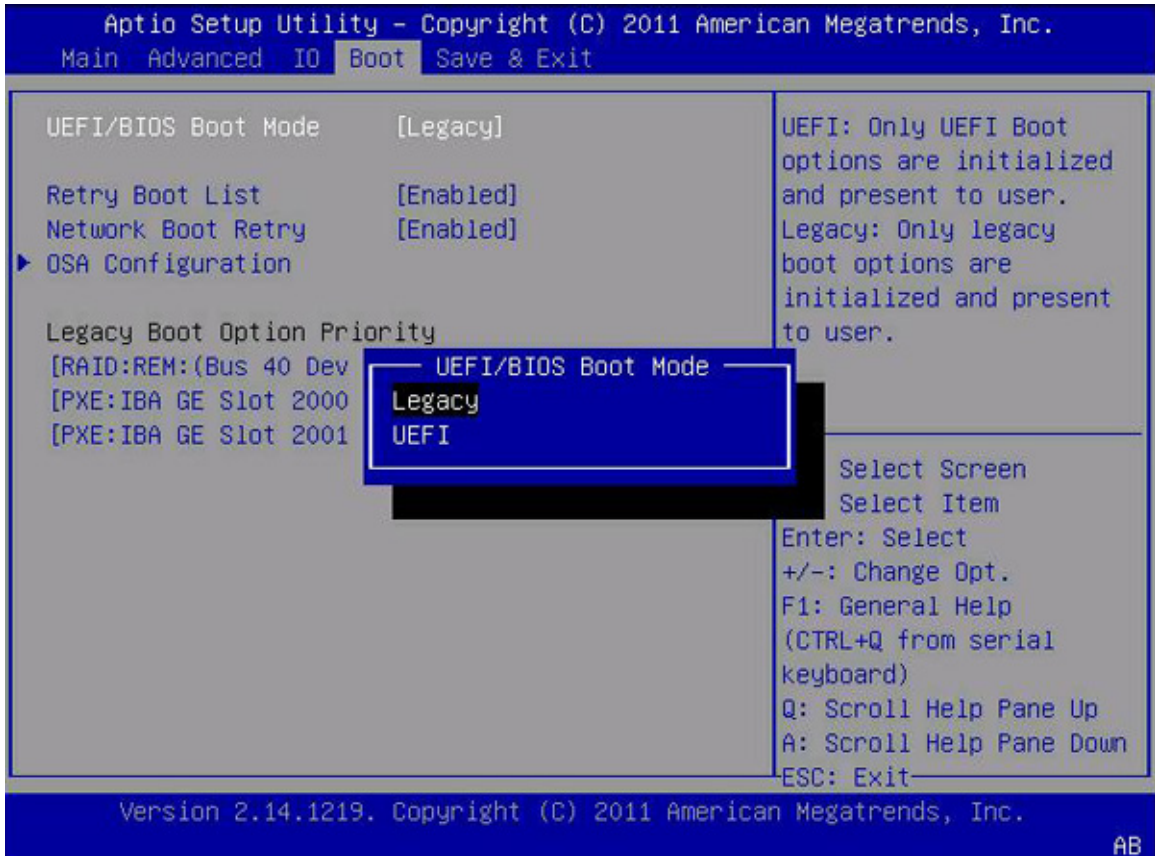 Aptio Setup Utility – Copyright (C) 2011 American Megatrends, Inc.
Main Advanced IO Boot Save & Exit
UEFI/BIOS Boot Mode [Legacy]
Retry Boot List [Enabled]
Network Boot Retry [Enabled]
OSA Configuration
Legacy Boot Option Priority
[RAID:REM:(Bus 40 Dev
[PXE:IBA GE Slot 2000
[PXE:IBA GE Slot 2001
UEFI/BIOS Boot Mode
Legacy
UEFI
UEFI: Only UEFI Boot
options are initialized
and present to user.
Legacy: Only legacy
boot options are
initialized and present
to user.
Select Screen
Select Item
Enter: Select
+/-: Change Opt.
F1: General Help
(CTRL+Q from serial
keyboard)
Q: Scroll Help Pane Up
A: Scroll Help Pane Down
ESC: Exit
Version 2.14.1219. Copyright (C) 2011 American Megatrends, Inc.
AB